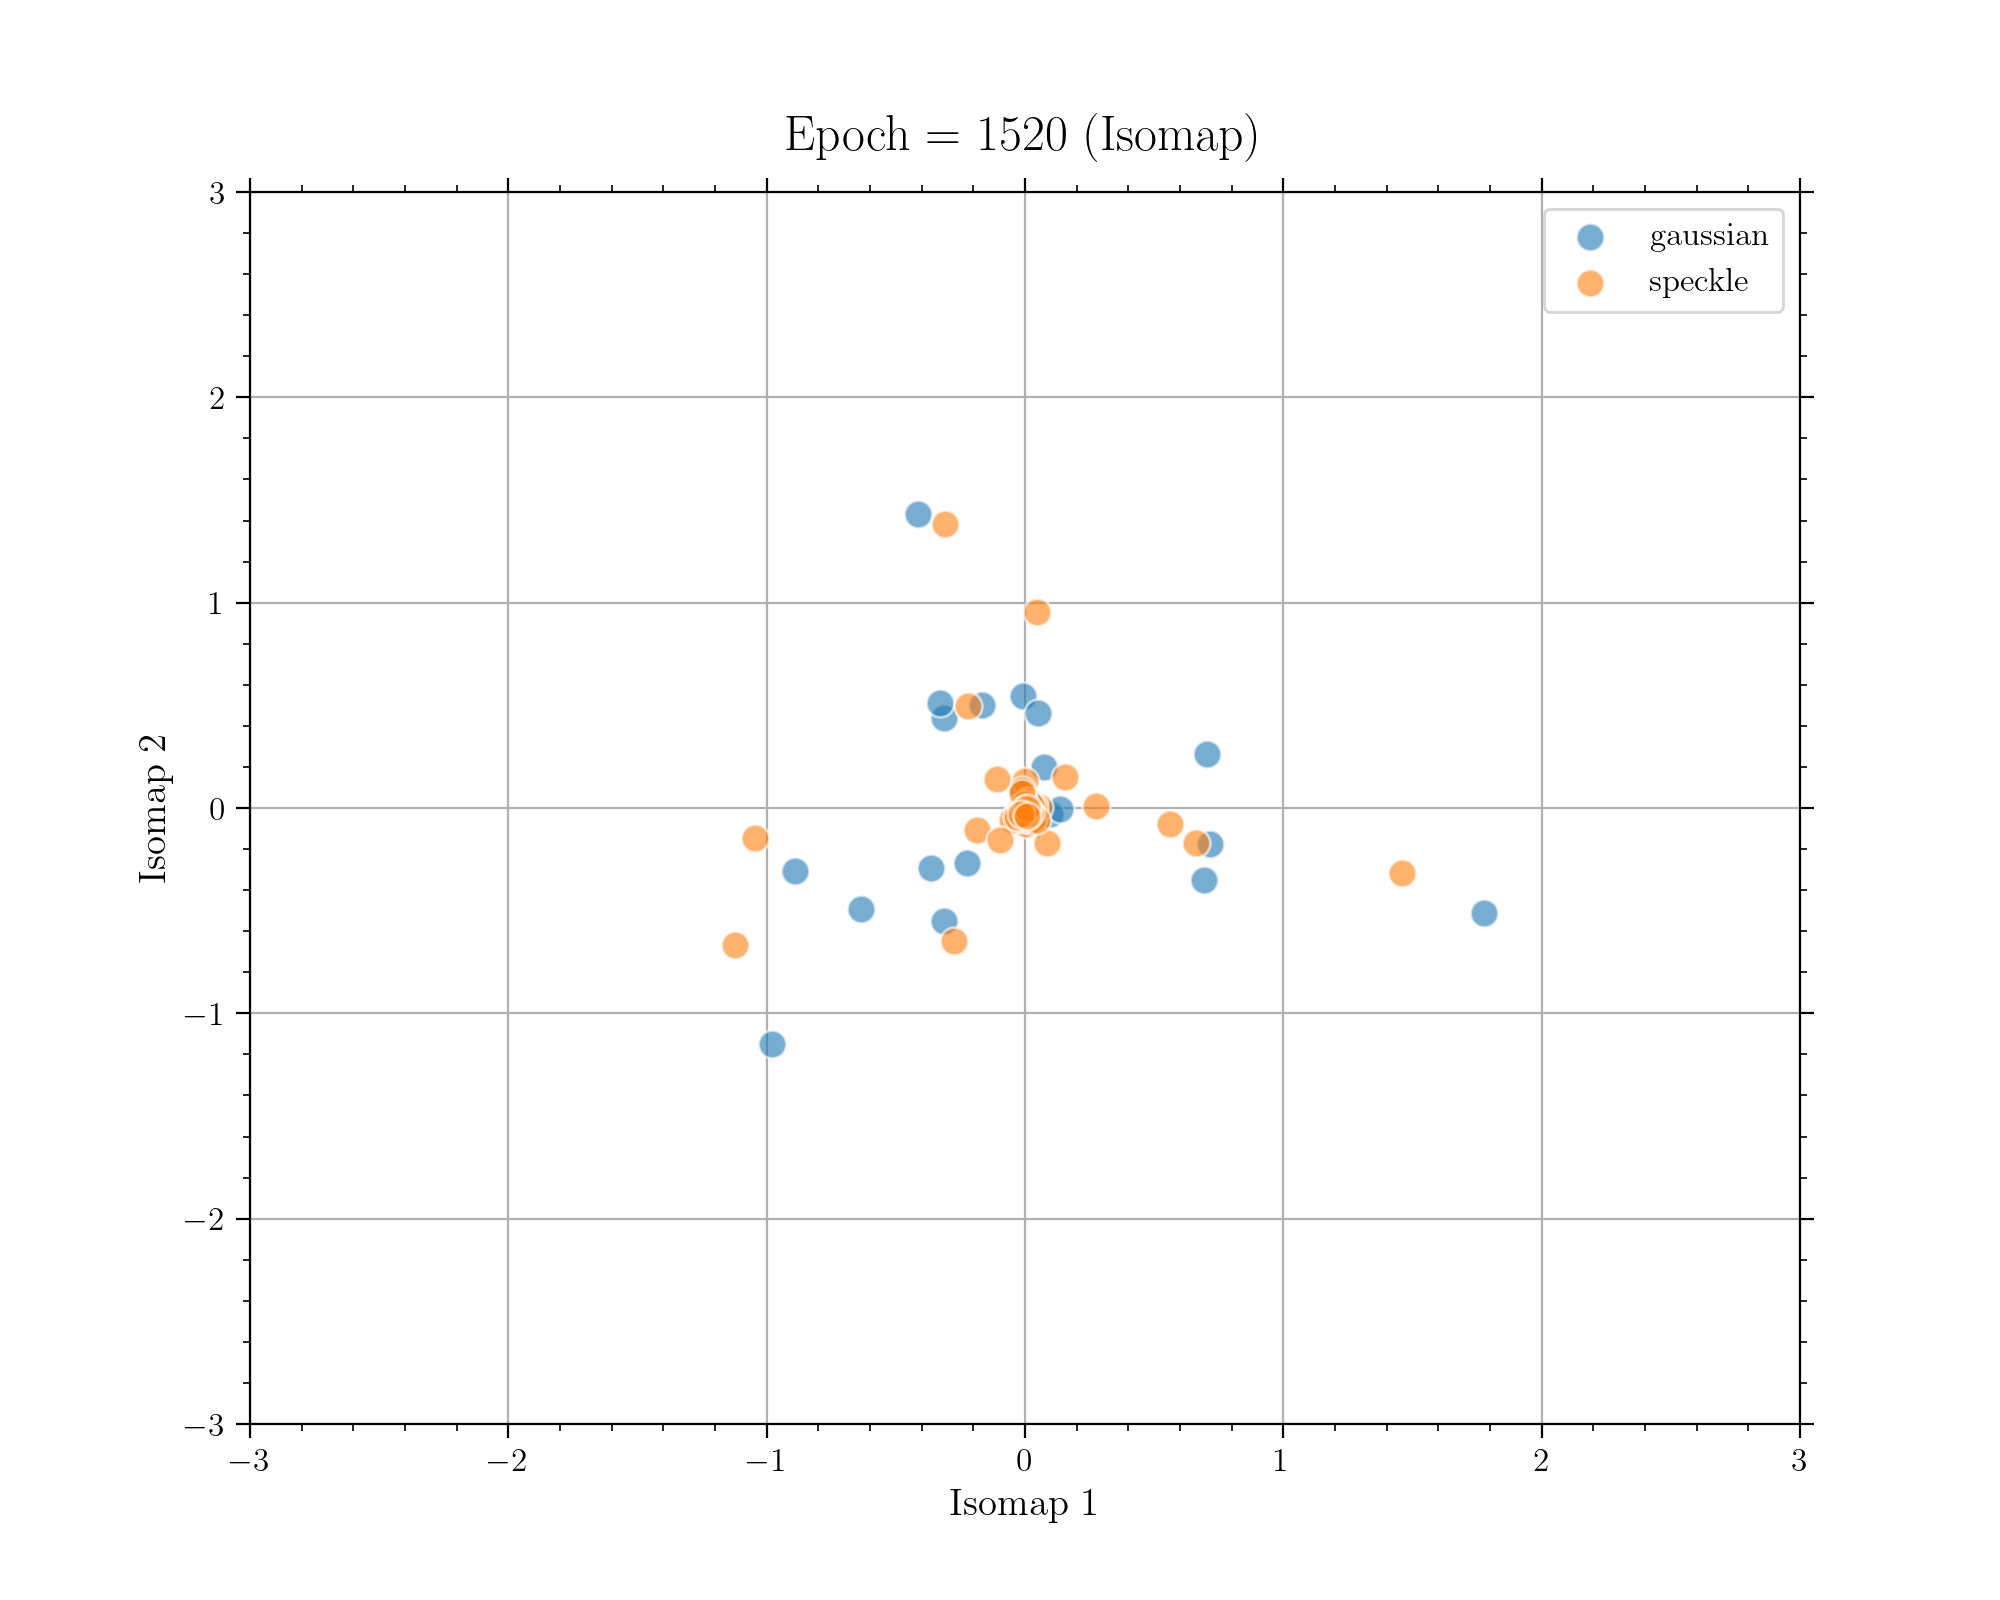 Epoch = 1520 (Isomap)
gaussian
speckle
3
2
1
0
−1
−2
−3
Isomap 2
−3
−2
−1
0
1
2
3
Isomap 1